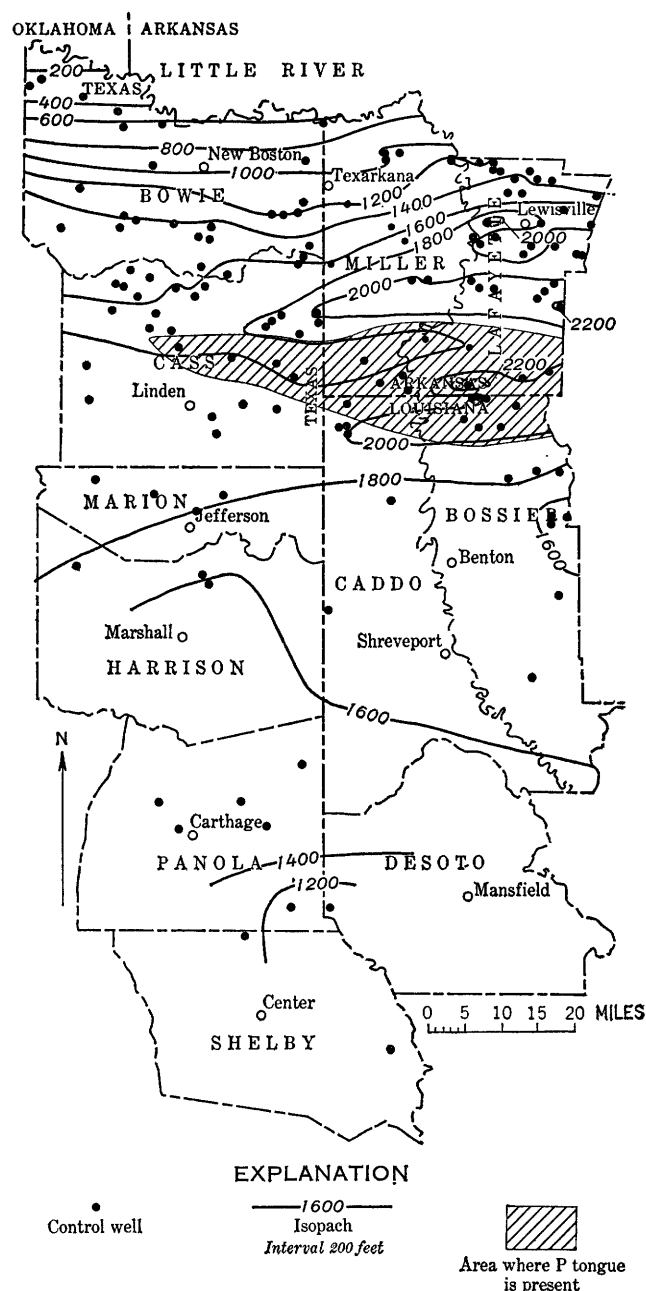 OKLAHOMA ARKANSAS
200
LITTLE RIVER
TEXAS
400
600
800
New Boston
1000
Texarkana
BOWIE
1200
1400
1600
Lewisville
1800
2000
MILLER
LAFAYETTE
2000
2200
CASS
2200
TEXAS
ARKANSAS
Linden
LOUISIANA
2000
1800
MARION
Jefferson
BOSSIER
1600
Benton
CADDO
Marshall
Shreveport
HARRISON
1600
N
Carthage
PANOLA
1400
DESOTO
1200
Mansfield
Center
0 5 10 15 20 MILES
SHELBY
EXPLANATION
Control well
1600
Isopach
Interval 200 feet
Area where P tongue
is present